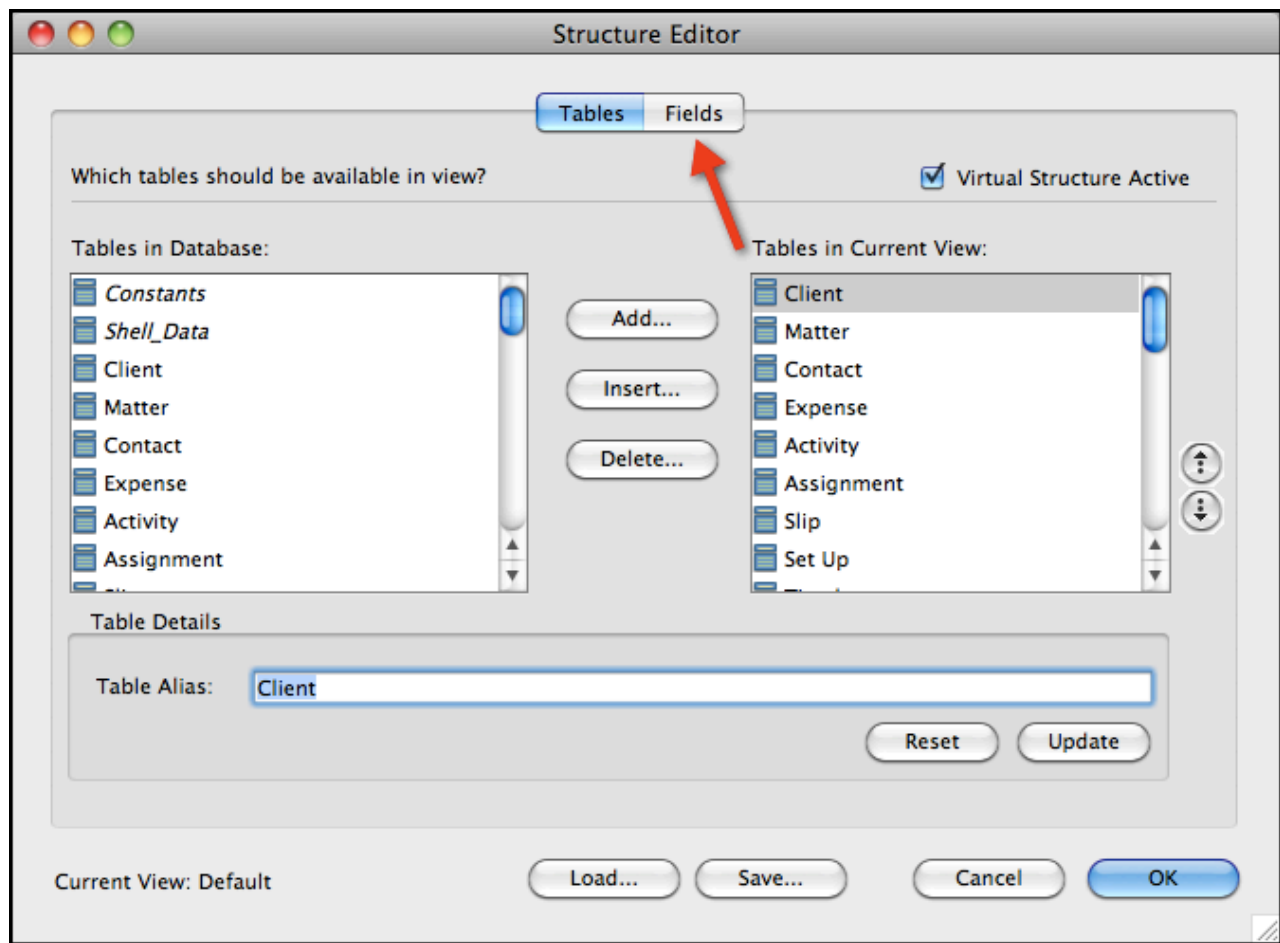 Structure Editor
Tables Fields
Which tables should be available in view?
Virtual Structure Active
Tables in Database:
Constants
Shell_Data
Client
Matter
Contact
Expense
Activity
Assignment
Add...
Insert...
Delete...
Tables in Current View:
Client
Matter
Contact
Expense
Activity
Assignment
Slip
Set Up
Table Details
Table Alias: Client
Reset Update
Current View: Default Load... Save... Cancel OK